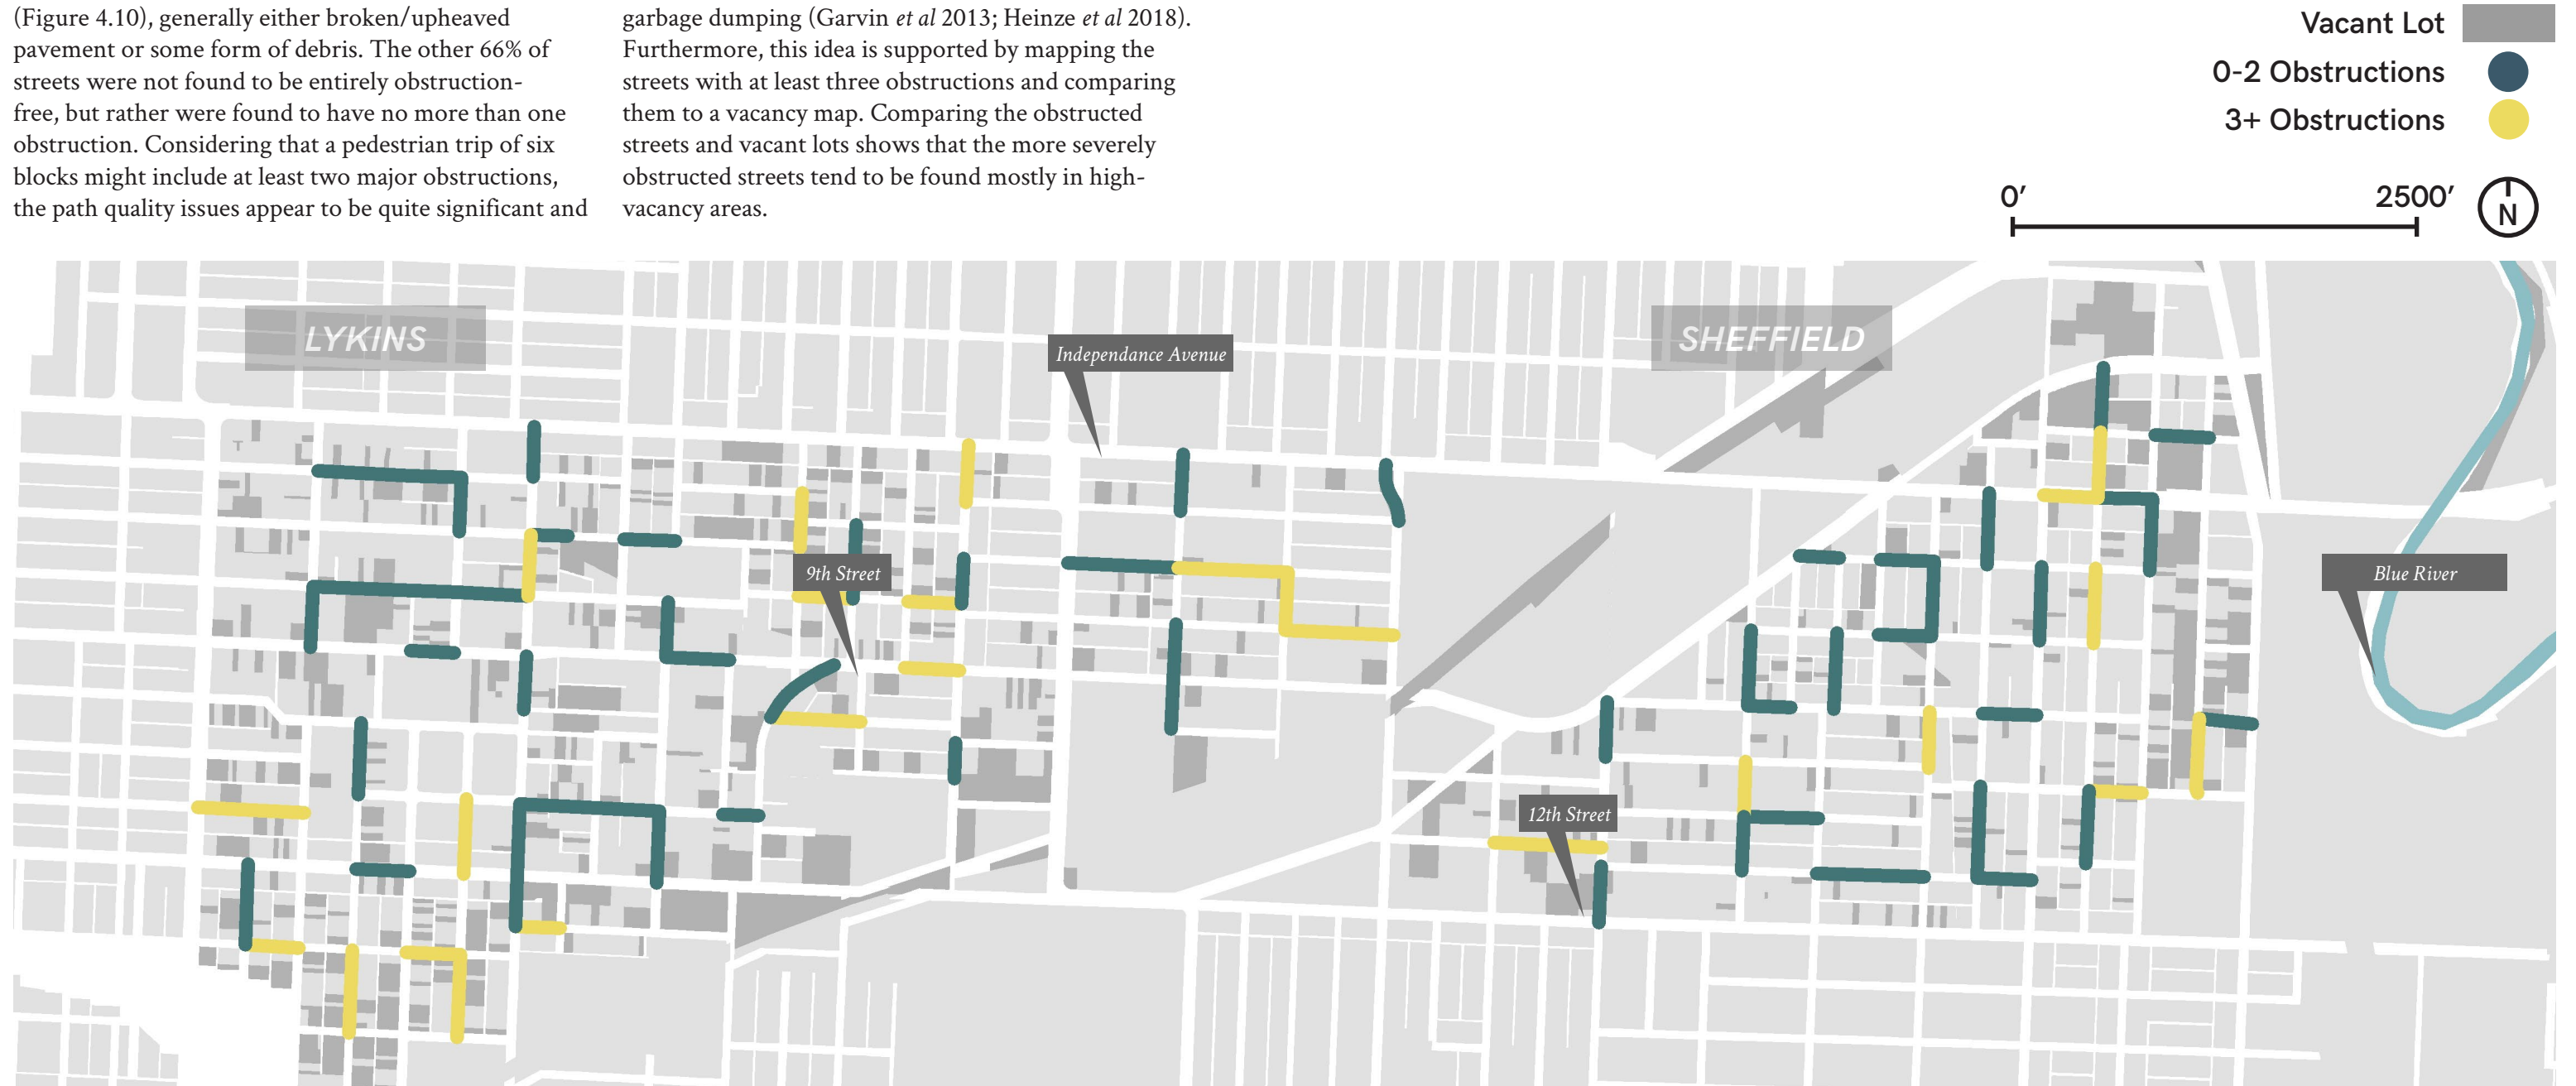 (Figure 4.10), generally either broken/upheaved
pavement or some form of debris. The other 66% of
streets were not found to be entirely obstruction-
free, but rather were found to have no more than one
obstruction. Considering that a pedestrian trip of six
blocks might include at least two major obstructions,
the path quality issues appear to be quite significant and
garbage dumping (Garvin et al 2013; Heinze et al 2018).
Furthermore, this idea is supported by mapping the
streets with at least three obstructions and comparing
them to a vacancy map. Comparing the obstructed
streets and vacant lots shows that the more severely
obstructed streets tend to be found mostly in high-
vacancy areas.
Vacant Lot
0-2 Obstructions
3+ Obstructions
0’ 2500’
N
LYKINS
Independance Avenue
SHEFFIELD
9th Street
Blue River
12th Street